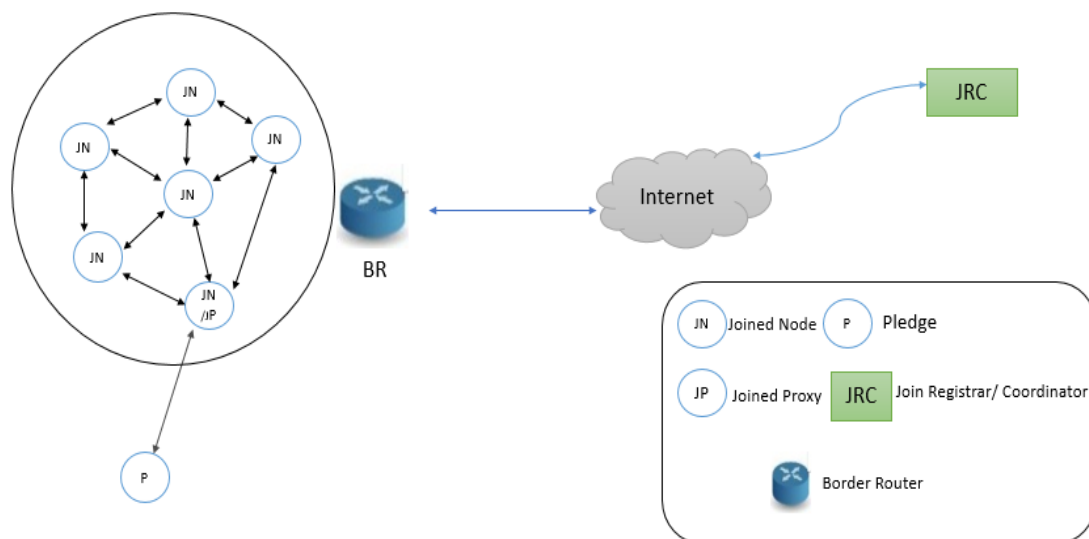 JN
JN
JN
JN
JN
JN
/JP
P
BR
Internet
JRC
JN Joined Node
P Pledge
JP Joined Proxy
JRC Join Registrar/ Coordinator
Border Router